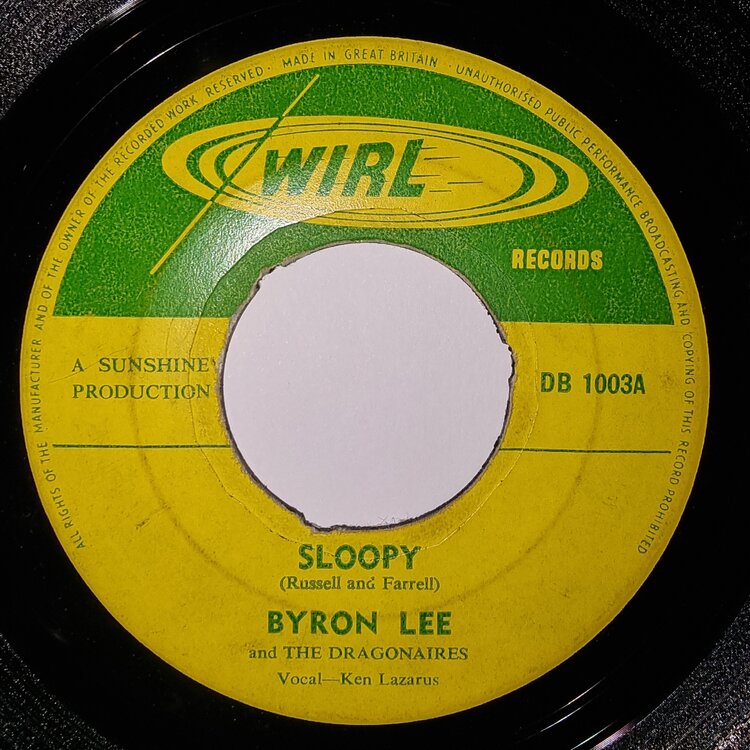 ALL RIGHTS OF THE MANUFACTURER AND OF THE OWNER OF THE RECORDED WORK RESERVED · MADE IN GREAT BRITAIN · UNAUTHORISED PUBLIC PERFORMANCE BROADCASTING AND COPYING OF THIS RECORD PROHIBITED
WIRL
RECORDS
A SUNSHINE
PRODUCTION
DB 1003A
SLOOPY
(Russell and Farrell)
BYRON LEE
and THE DRAGONAIRES
Vocal—Ken Lazarus